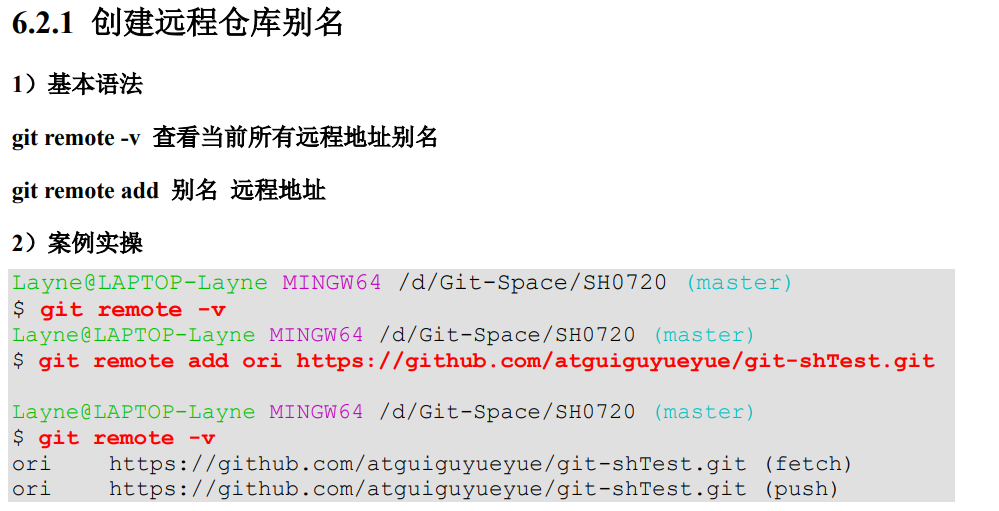 6.2.1 创建远程仓库别名
1）基本语法
git remote -v 查看当前所有远程地址别名
git remote add 别名 远程地址
2）案例实操
Layne@LAPTOP-Layne MINGW64 /d/Git-Space/SH0720 (master)
$ git remote -v
Layne@LAPTOP-Layne MINGW64 /d/Git-Space/SH0720 (master)
$ git remote add ori https://github.com/atguiguyueyue/git-shTest.git
Layne@LAPTOP-Layne MINGW64 /d/Git-Space/SH0720 (master)
$ git remote -v
ori https://github.com/atguiguyueyue/git-shTest.git (fetch)
ori https://github.com/atguiguyueyue/git-shTest.git (push)